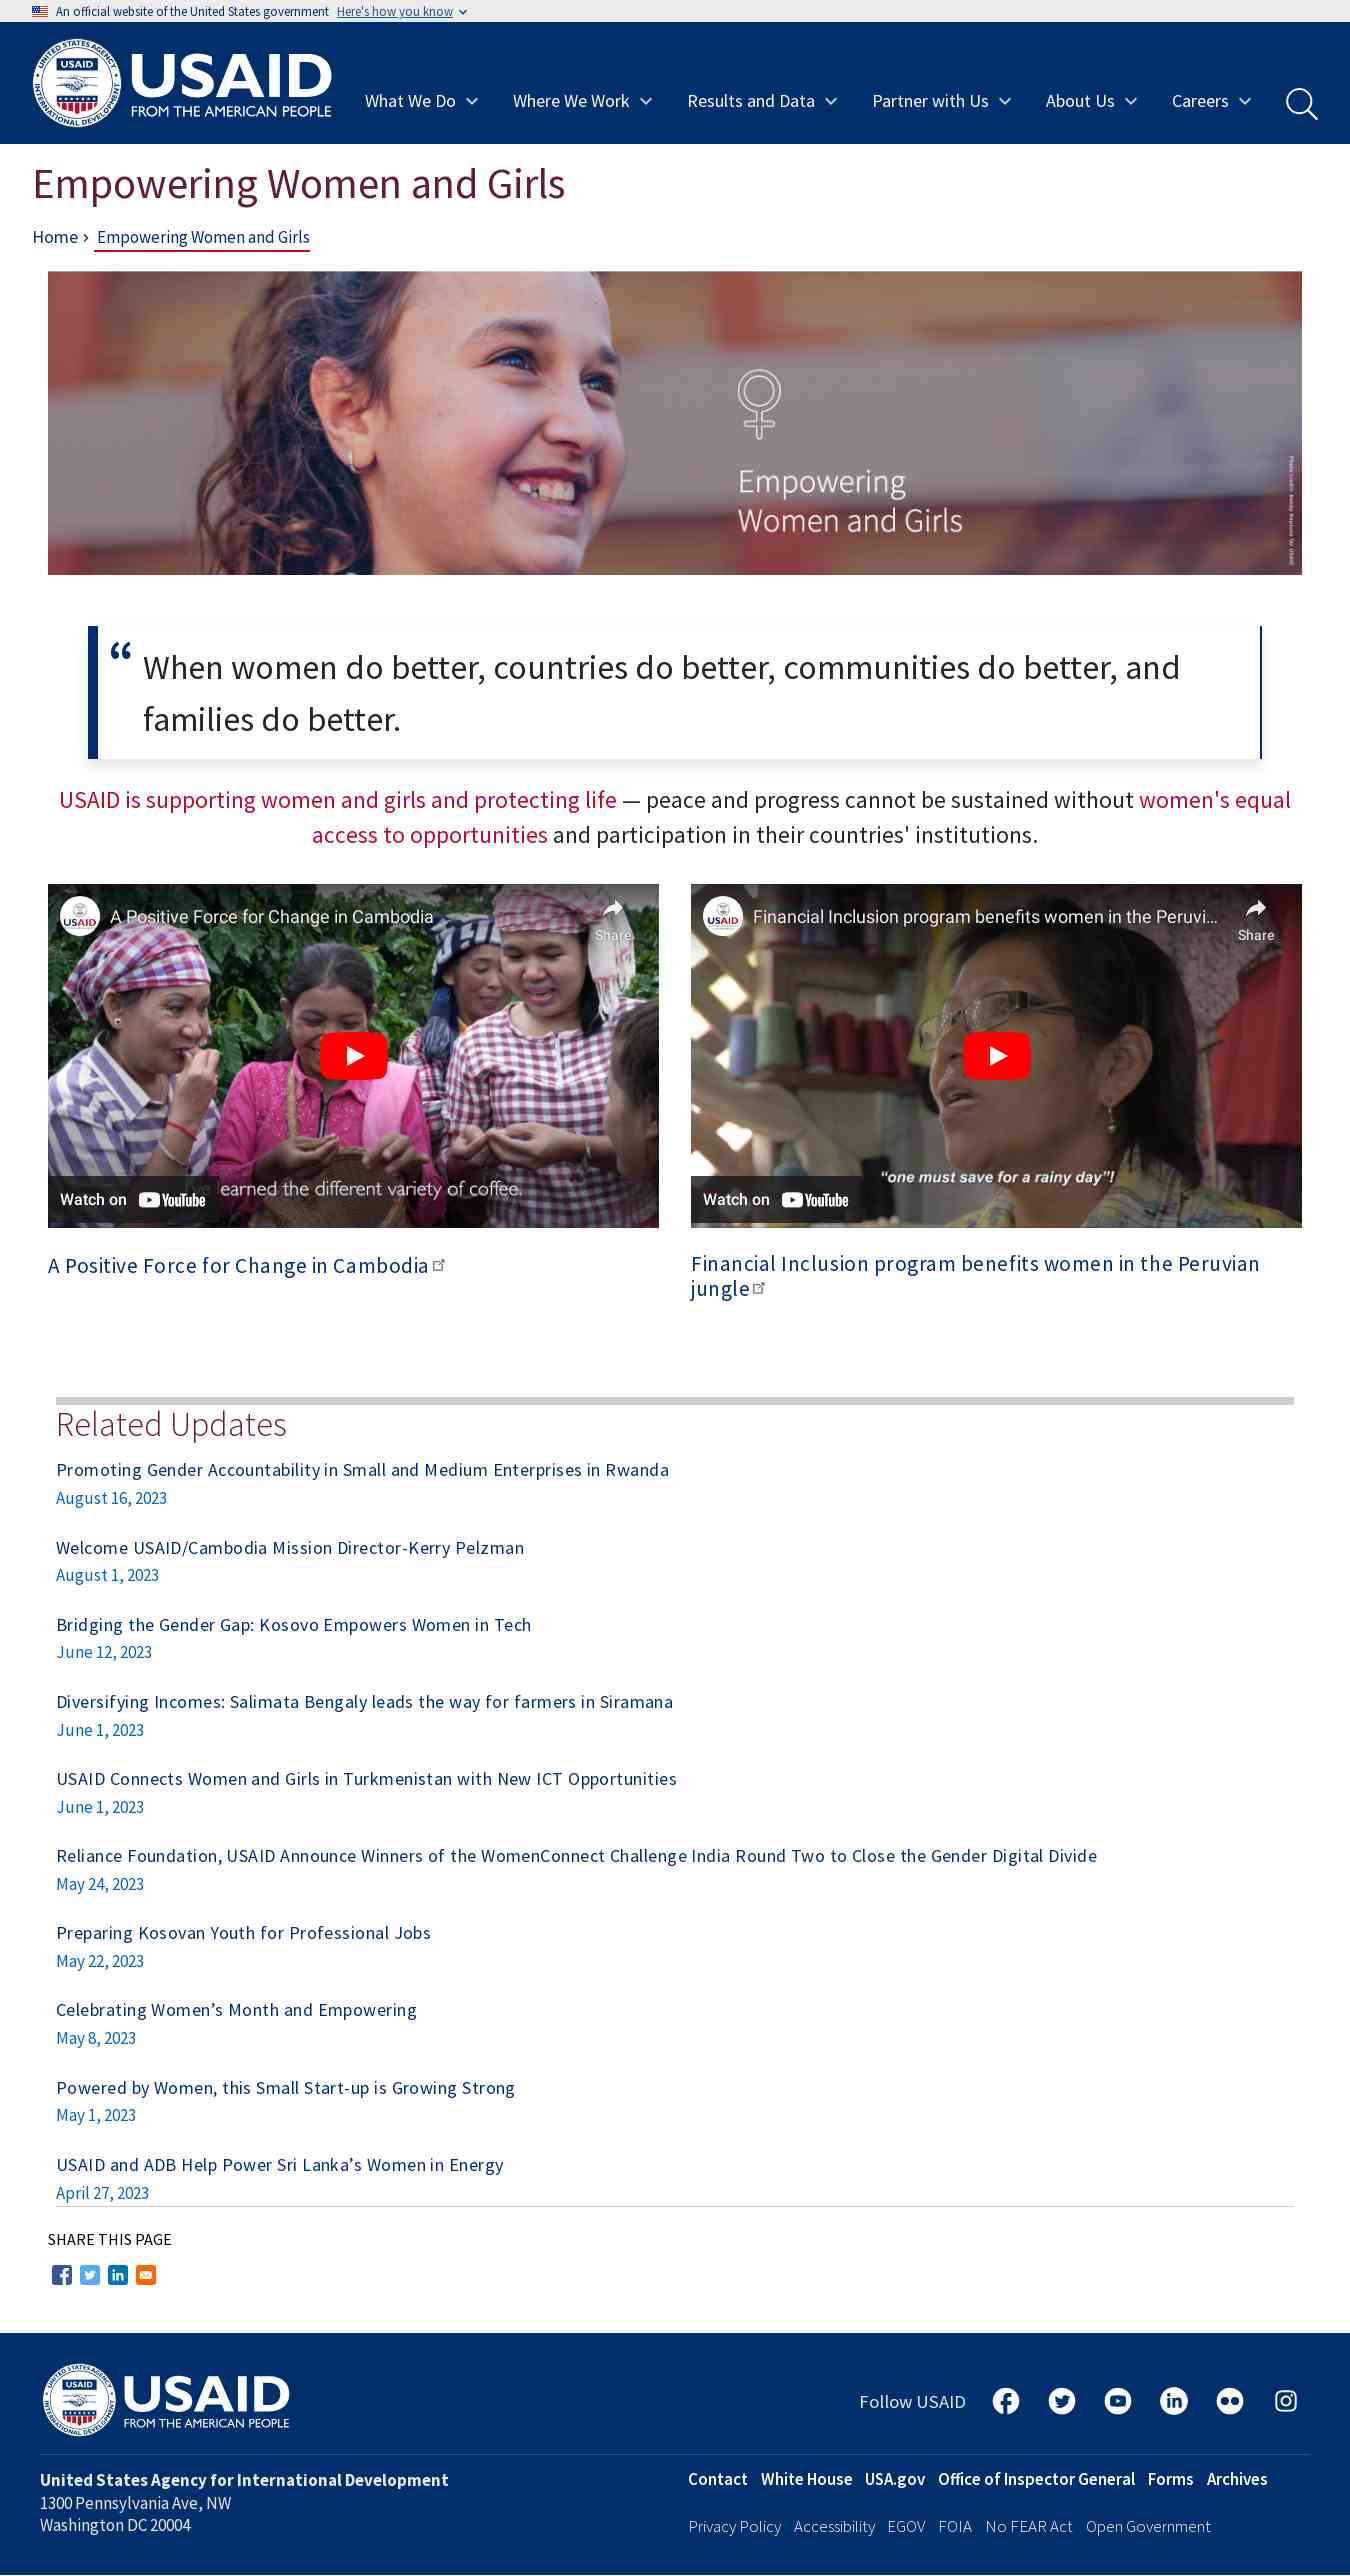 An official website of the United States government Here's how you know
USAID
FROM THE AMERICAN PEOPLE
What We Do
Where We Work
Results and Data
Partner with Us
About Us
Careers
Empowering Women and Girls
Home › Empowering Women and Girls
Empowering
Women and Girls
“ When women do better, countries do better, communities do better, and
families do better.
USAID is supporting women and girls and protecting life — peace and progress cannot be sustained without women's equal
access to opportunities and participation in their countries' institutions.
USAID
A Positive Force for Change in Cambodia
Share
learned the different variety of coffee.
Watch on YouTube
USAID
Financial Inclusion program benefits women in the Peruvi...
Share
“one must save for a rainy day”!
Watch on YouTube
A Positive Force for Change in Cambodia
Financial Inclusion program benefits women in the Peruvian
jungle
Related Updates
Promoting Gender Accountability in Small and Medium Enterprises in Rwanda
August 16, 2023
Welcome USAID/Cambodia Mission Director-Kerry Pelzman
August 1, 2023
Bridging the Gender Gap: Kosovo Empowers Women in Tech
June 12, 2023
Diversifying Incomes: Salimata Bengaly leads the way for farmers in Siramana
June 1, 2023
USAID Connects Women and Girls in Turkmenistan with New ICT Opportunities
June 1, 2023
Reliance Foundation, USAID Announce Winners of the WomenConnect Challenge India Round Two to Close the Gender Digital Divide
May 24, 2023
Preparing Kosovan Youth for Professional Jobs
May 22, 2023
Celebrating Women’s Month and Empowering
May 8, 2023
Powered by Women, this Small Start-up is Growing Strong
May 1, 2023
USAID and ADB Help Power Sri Lanka’s Women in Energy
April 27, 2023
SHARE THIS PAGE
USAID
FROM THE AMERICAN PEOPLE
Follow USAID
United States Agency for International Development
1300 Pennsylvania Ave, NW
Washington DC 20004
Contact White House USA.gov Office of Inspector General Forms Archives
Privacy Policy Accessibility EGOV FOIA No FEAR Act Open Government